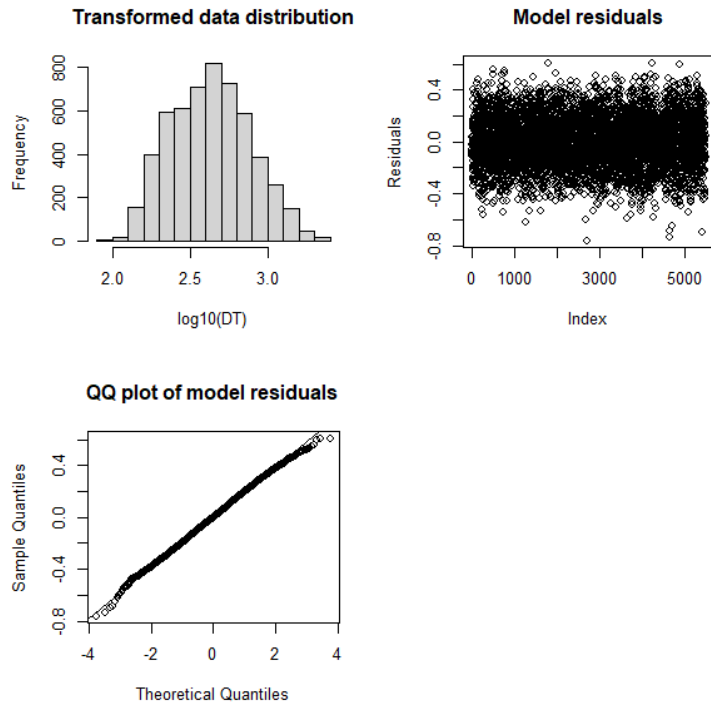 Transformed data distribution
Frequency
0 200 400 600 800
2.0 2.5 3.0
log10(DT)
Model residuals
Residuals
-0.8 -0.4 0.0 0.4
0 1000 3000 5000
Index
QQ plot of model residuals
Sample Quantiles
-0.8 -0.4 0.0 0.4
-4 -2 0 2 4
Theoretical Quantiles